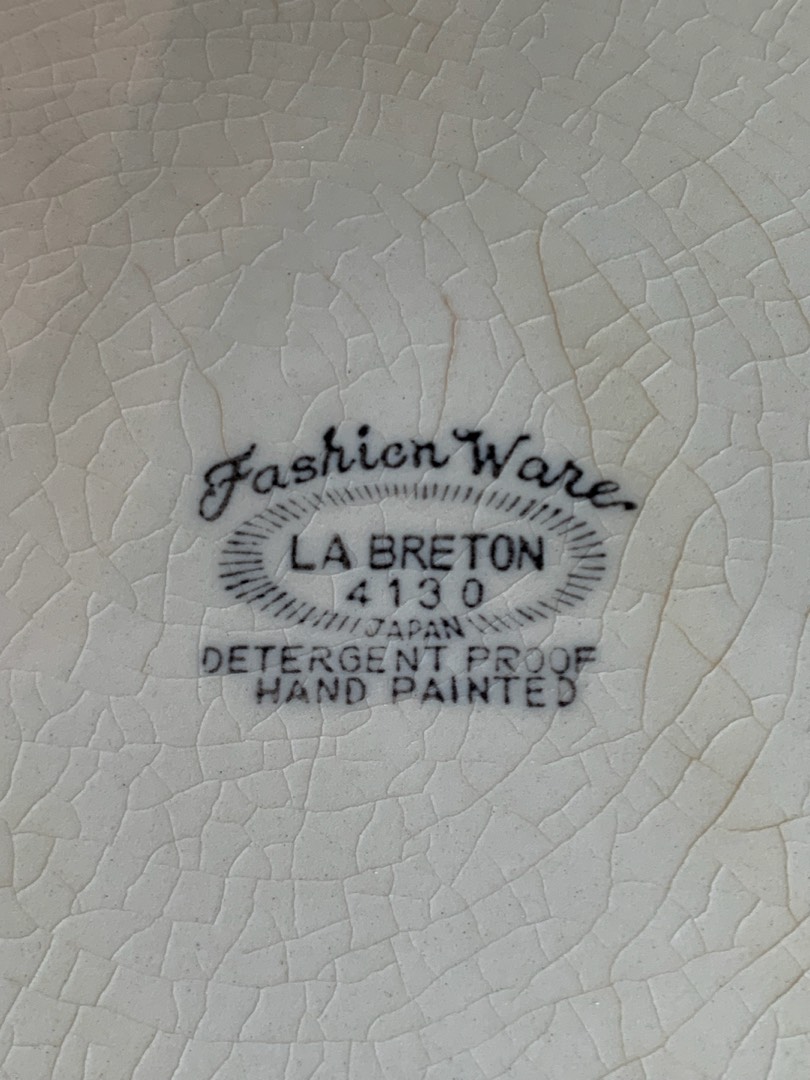 Fashion Ware
LA BRETON
4130
JAPAN
DETERGENT PROOF
HAND PAINTED